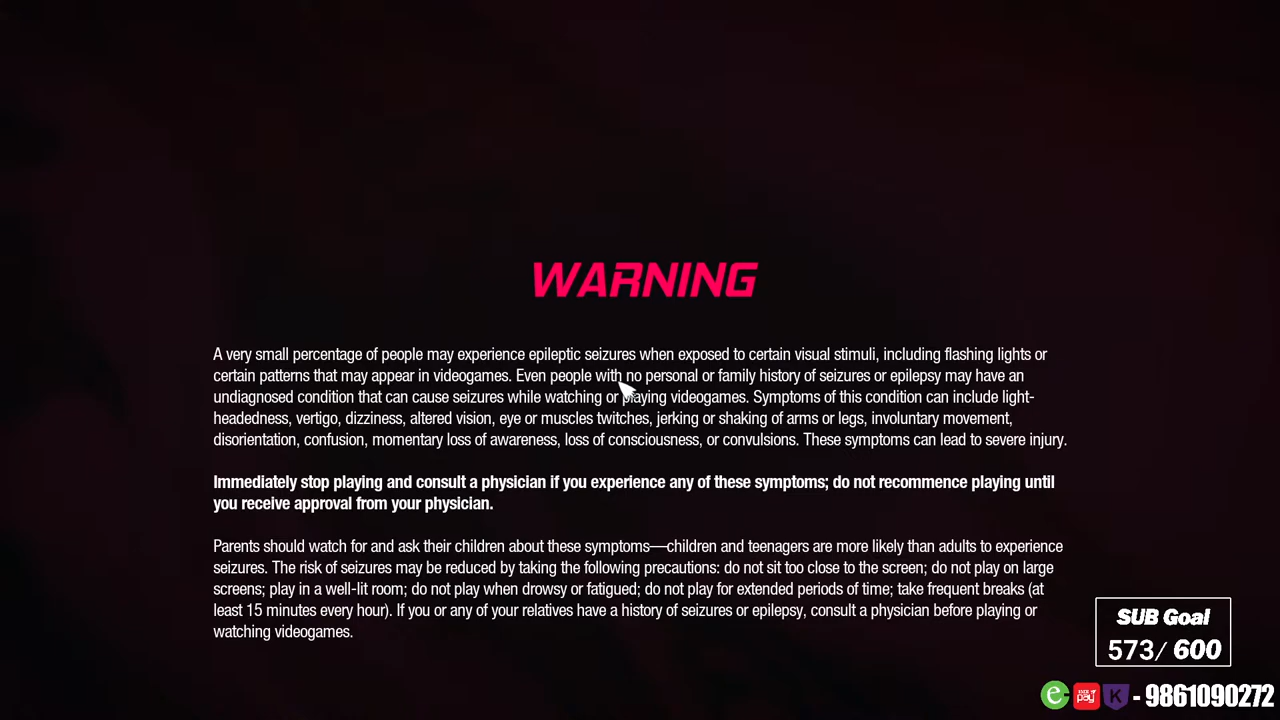 WARNING
A very small percentage of people may experience epileptic seizures when exposed to certain visual stimuli, including flashing lights or
certain patterns that may appear in videogames. Even people with no personal or family history of seizures or epilepsy may have an
undiagnosed condition that can cause seizures while watching or playing videogames. Symptoms of this condition can include light-
headedness, vertigo, dizziness, altered vision, eye or muscles twitches, jerking or shaking of arms or legs, involuntary movement,
disorientation, confusion, momentary loss of awareness, loss of consciousness, or convulsions. These symptoms can lead to severe injury.
Immediately stop playing and consult a physician if you experience any of these symptoms; do not recommence playing until
you receive approval from your physician.
Parents should watch for and ask their children about these symptoms—children and teenagers are more likely than adults to experience
seizures. The risk of seizures may be reduced by taking the following precautions: do not sit too close to the screen; do not play on large
screens; play in a well-lit room; do not play when drowsy or fatigued; do not play for extended periods of time; take frequent breaks (at
least 15 minutes every hour). If you or any of your relatives have a history of seizures or epilepsy, consult a physician before playing or
watching videogames.
SUB Goal
573/ 600
e pay K - 9861090272